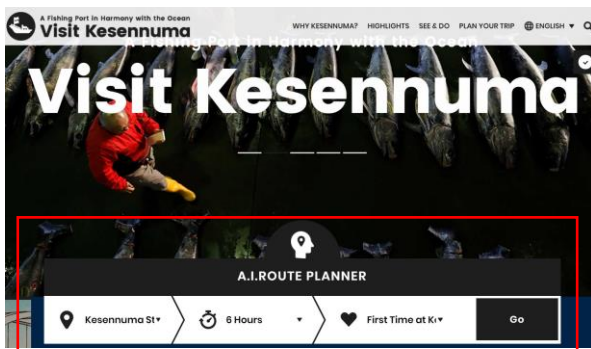 A Fishing Port in Harmony with the Ocean
Visit Kesennuma
WHY KESENNUMA? HIGHLIGHTS SEE & DO PLAN YOUR TRIP ENGLISH
A Fishing Port in Harmony with the Ocean
Visit Kesennuma
A.I.ROUTE PLANNER
Kesennuma St 6 Hours First Time at K Go